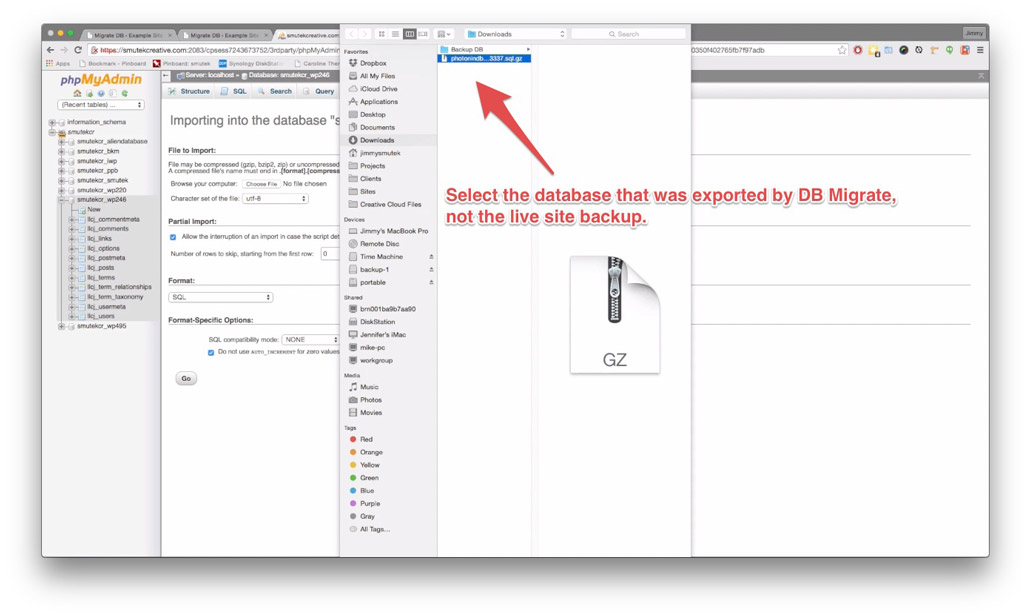 Migrate DB - Example Site
Migrate DB - Example Site
smutekcreative.com
Jimmy
https://smutekcreative.com:2083/cpsess7243673752/3rdparty/phpMyAdmin
0350f402765fb7f97adb
Apps
Bookmark - Pinboard
Pinboard: smutek
Synology DiskStati
Caroline Ther
Downloads
Search
phpMyAdmin
(Recent tables) ...
information_schema
smutekcr
smutekcr_aliendatabase
smutekcr_bkm
smutekcr_iwp
smutekcr_ppb
smutekcr_smutek
smutekcr_wp220
smutekcr_wp246
New
llcj_commentmeta
llcj_comments
llcj_links
llcj_options
llcj_postmeta
llcj_posts
llcj_terms
llcj_term_relationships
llcj_term_taxonomy
llcj_usermeta
llcj_users
smutekcr_wp495
Server: localhost » Database: smutekcr_wp246
Structure
SQL
Search
Query
Importing into the database "s
File to Import:
File may be compressed (gzip, bzip2, zip) or uncompressed
A compressed file's name must end in .[format].[compress
Browse your computer: Choose File No file chosen
Character set of the file: utf-8
Partial Import:
Allow the interruption of an import in case the script det
Number of rows to skip, starting from the first row: 0
Format:
SQL
Format-Specific Options:
SQL compatibility mode: NONE
Do not use AUTO_INCREMENT for zero values
Go
Favorites
Dropbox
All My Files
iCloud Drive
Applications
Desktop
Documents
Downloads
jimmysmutek
Projects
Clients
Sites
Creative Cloud Files
Devices
Jimmy's MacBook Pro
Remote Disc
Time Machine
backup-1
portable
Shared
brn001ba9b7aa90
DiskStation
Jennifer's iMac
mike-pc
workgroup
Media
Music
Photos
Movies
Tags
Red
Orange
Yellow
Green
Blue
Purple
Gray
All Tags...
Backup DB
photorindb...3337.sql.gz
Select the database that was exported by DB Migrate,
not the live site backup.
GZ